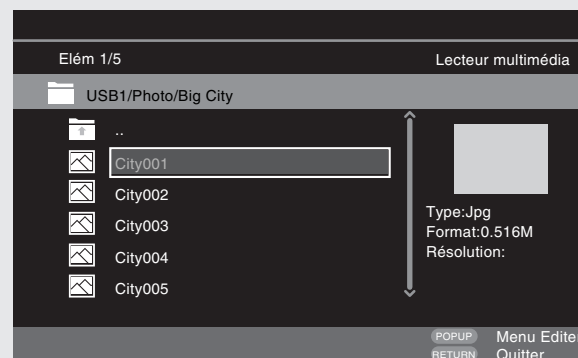 Elém 1/5
Lecteur multimédia
USB1/Photo/Big City
..
City001
City002
City003
City004
City005
Type:Jpg
Format:0.516M
Résolution:
POPUP Menu Editer
RETURN Quitter